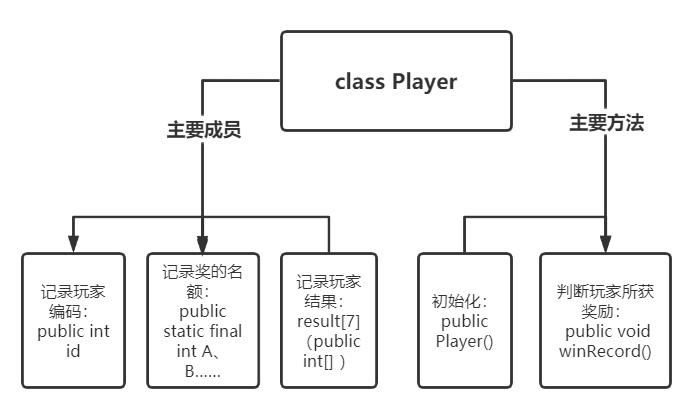 class Player
主要成员
主要方法
记录玩家
编码：
public int
id
记录奖的名
额：
public
static final
int A、
B……
记录玩家
结果：
result[7]
（public
int[] ）
初始化：
public
Player()
判断玩家所获
奖励：
public void
winRecord()